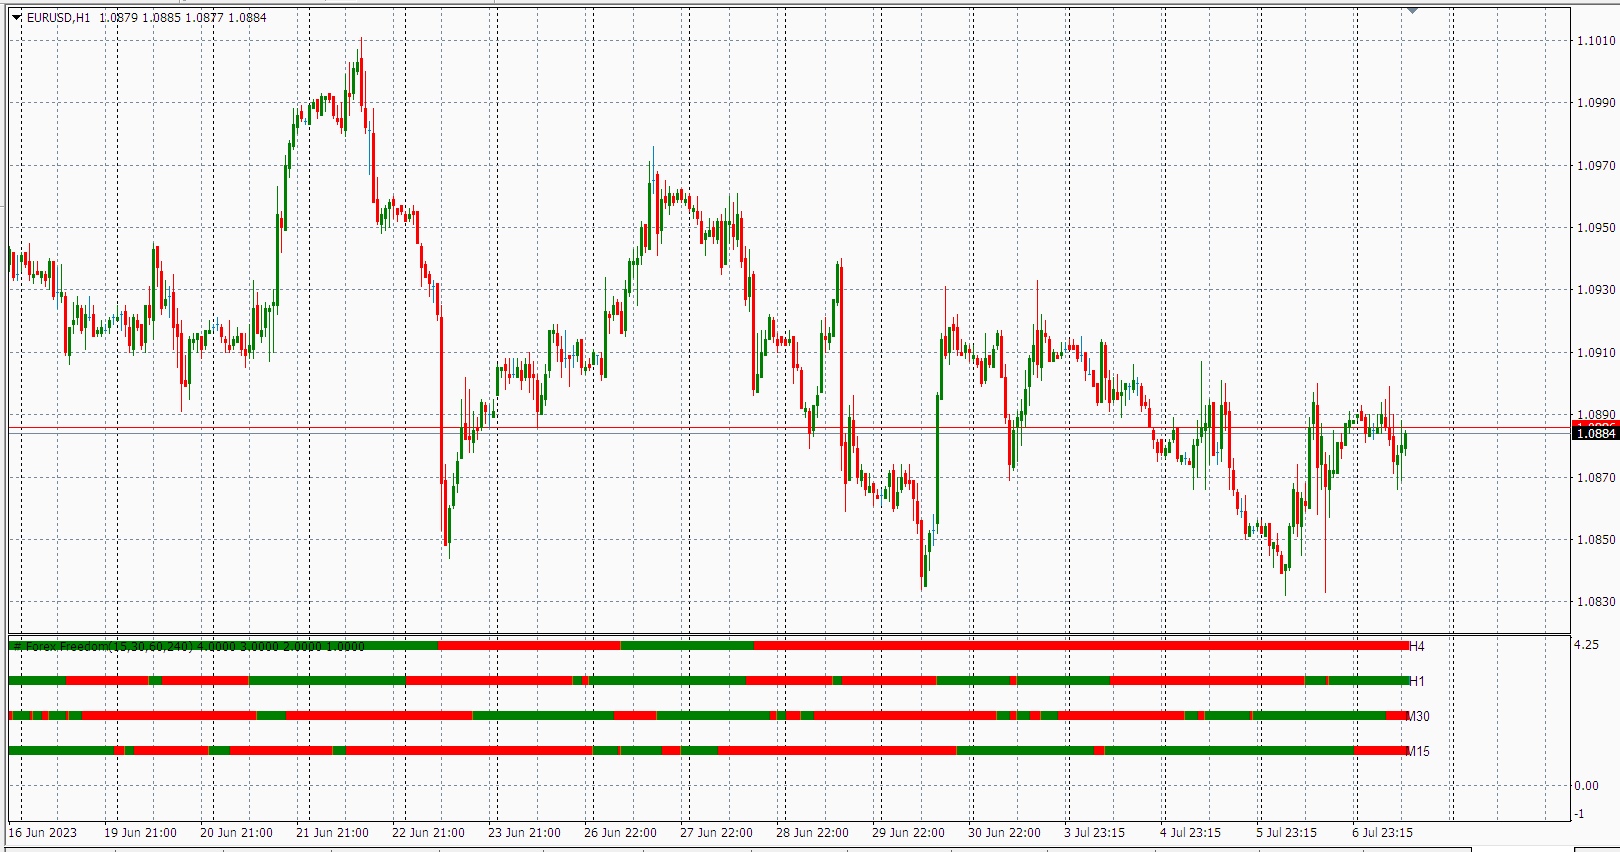 EURUSD,H1 1.0879 1.0885 1.0877 1.0884
1.1010
1.0990
1.0970
1.0950
1.0930
1.0910
1.0890
1.0884
1.0870
1.0850
1.0830
# Forex Freedom(15,30,60,240) 4.0000 3.0000 2.0000 1.0000
4.25
H4
H1
M30
M15
0.00
-1
16 Jun 2023 19 Jun 21:00 20 Jun 21:00 21 Jun 21:00 22 Jun 21:00 23 Jun 21:00 26 Jun 22:00 27 Jun 22:00 28 Jun 22:00 29 Jun 22:00 30 Jun 22:00 3 Jul 23:15 4 Jul 23:15 5 Jul 23:15 6 Jul 23:15